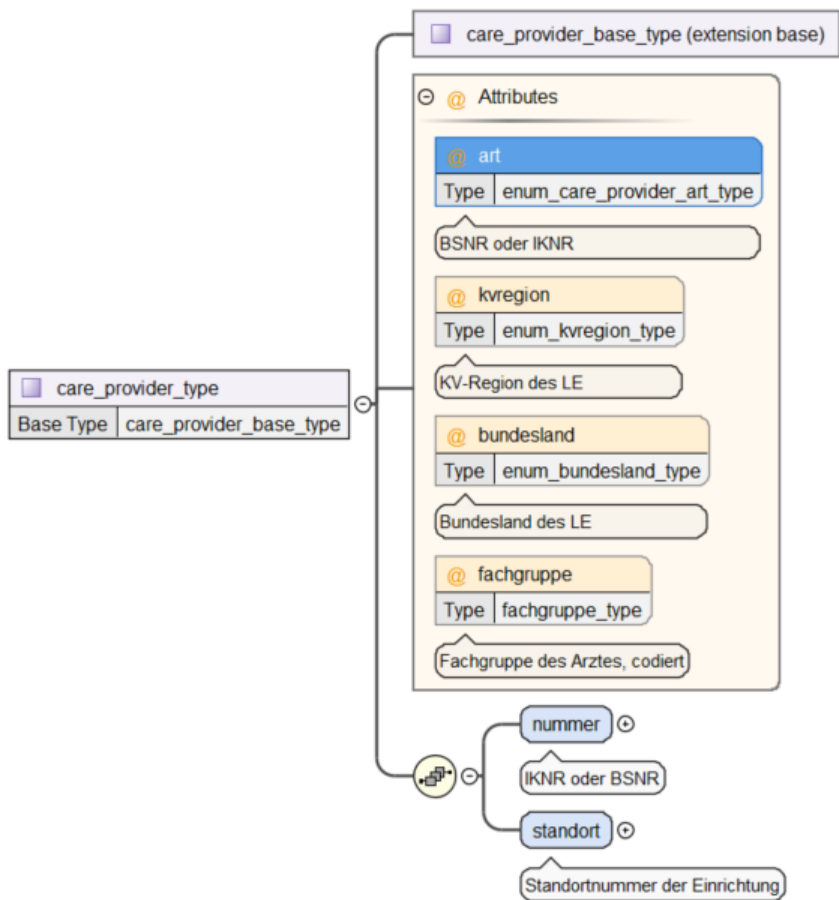 care_provider_base_type (extension base)
@ Attributes
@ art
Type enum_care_provider_art_type
BSNR oder IKNR
@ kvregion
Type enum_kvregion_type
KV-Region des LE
care_provider_type
Base Type care_provider_base_type
@ bundesland
Type enum_bundesland_type
Bundesland des LE
@ fachgruppe
Type fachgruppe_type
Fachgruppe des Arztes, codiert
nummer
IKNR oder BSNR
standort
Standortnummer der Einrichtung